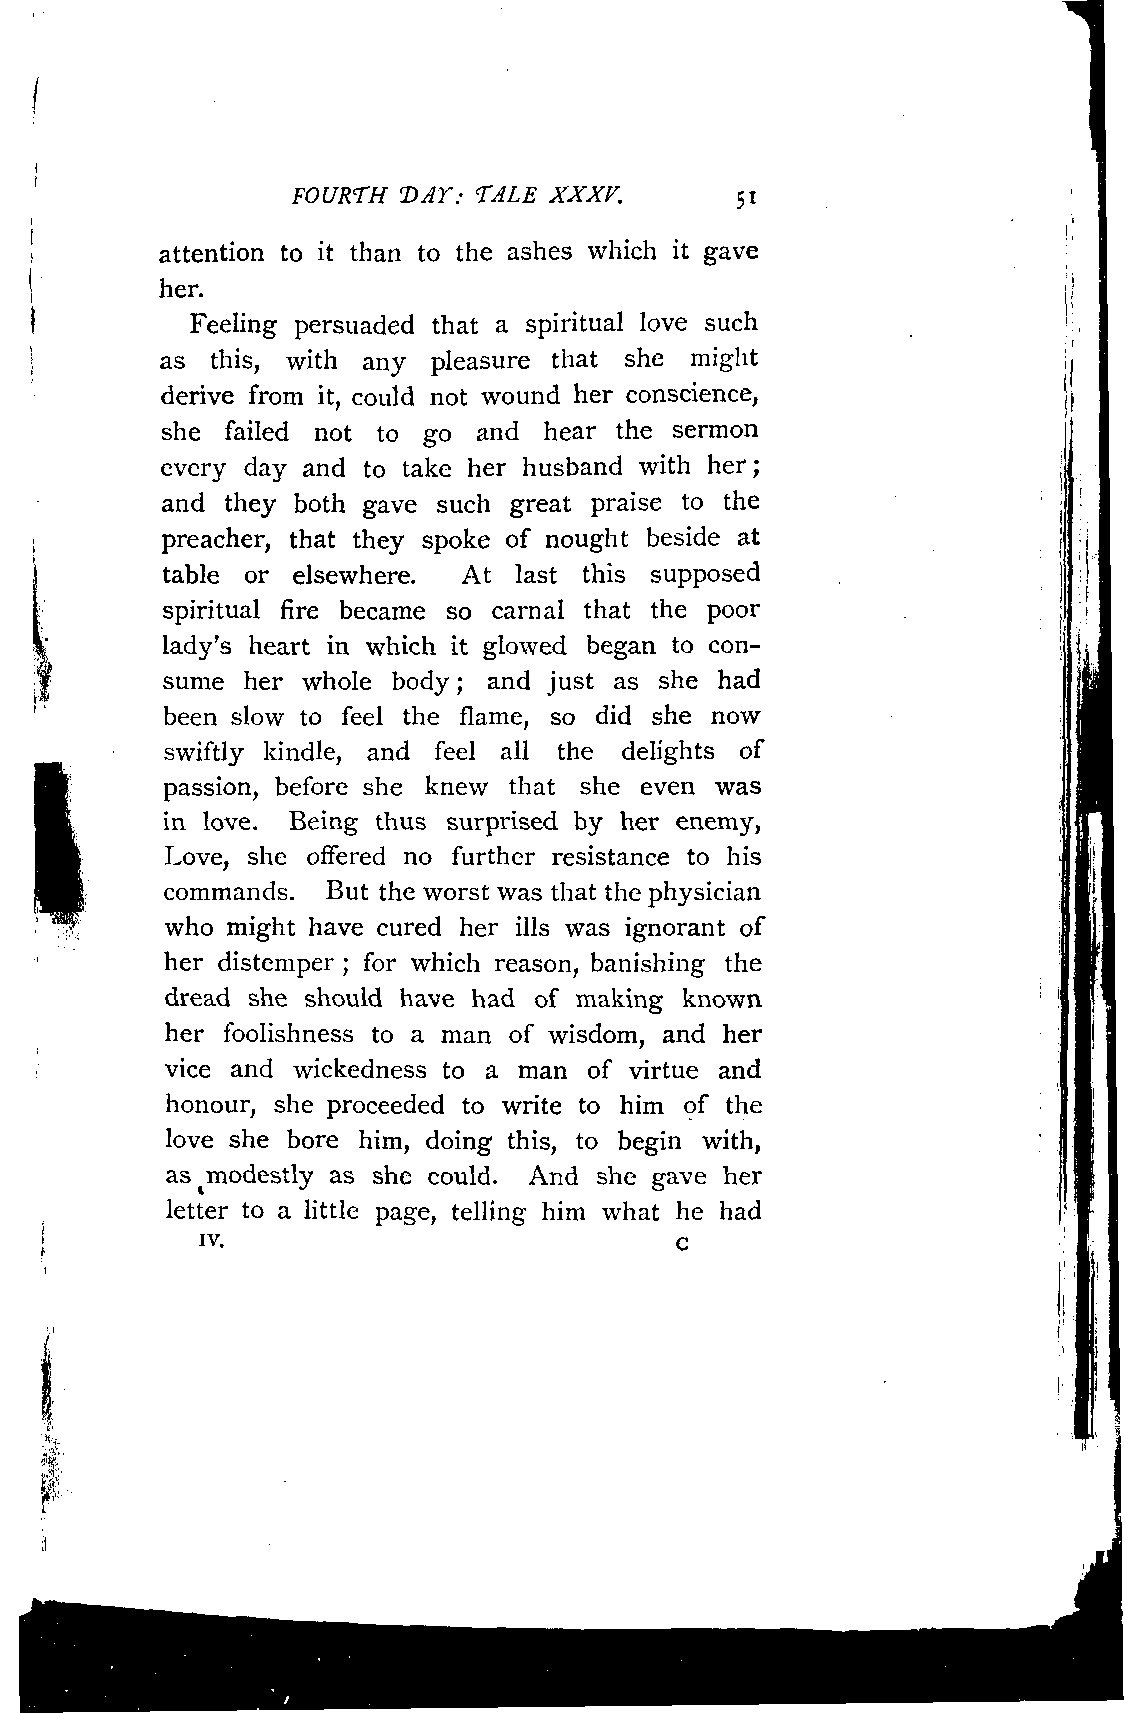 FOURTH DAY: TALE XXXV. 51
attention to it than to the ashes which it gave
her.
Feeling persuaded that a spiritual love such
as this, with any pleasure that she might
derive from it, could not wound her conscience,
she failed not to go and hear the sermon
every day and to take her husband with her;
and they both gave such great praise to the
preacher, that they spoke of nought beside at
table or elsewhere. At last this supposed
spiritual fire became so carnal that the poor
lady's heart in which it glowed began to con-
sume her whole body; and just as she had
been slow to feel the flame, so did she now
swiftly kindle, and feel all the delights of
passion, before she knew that she even was
in love. Being thus surprised by her enemy,
Love, she offered no further resistance to his
commands. But the worst was that the physician
who might have cured her ills was ignorant of
her distemper; for which reason, banishing the
dread she should have had of making known
her foolishness to a man of wisdom, and her
vice and wickedness to a man of virtue and
honour, she proceeded to write to him of the
love she bore him, doing this, to begin with,
as modestly as she could. And she gave her
letter to a little page, telling him what he had
IV. C